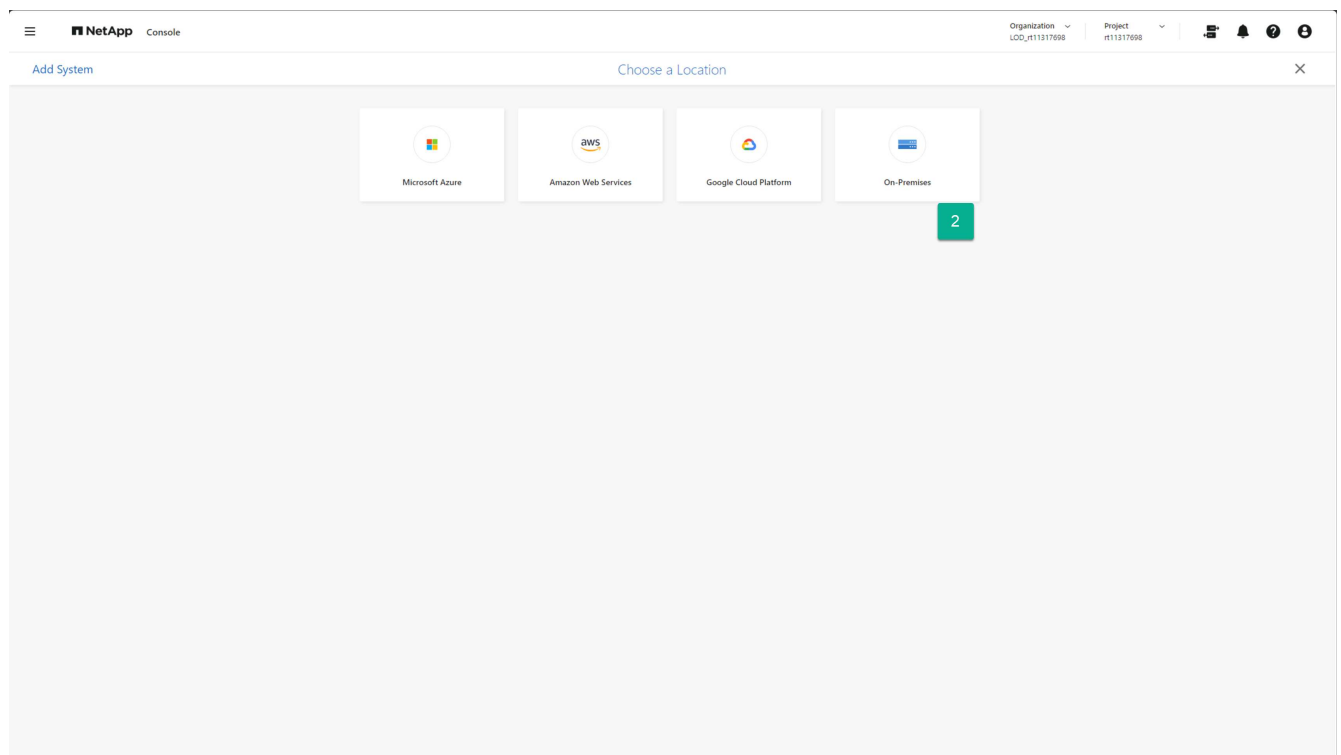 NetApp Console
Organization
LOD_rt11317698
Project
rt11317698
Add System
Choose a Location
Microsoft Azure
aws
Amazon Web Services
Google Cloud Platform
On-Premises
2